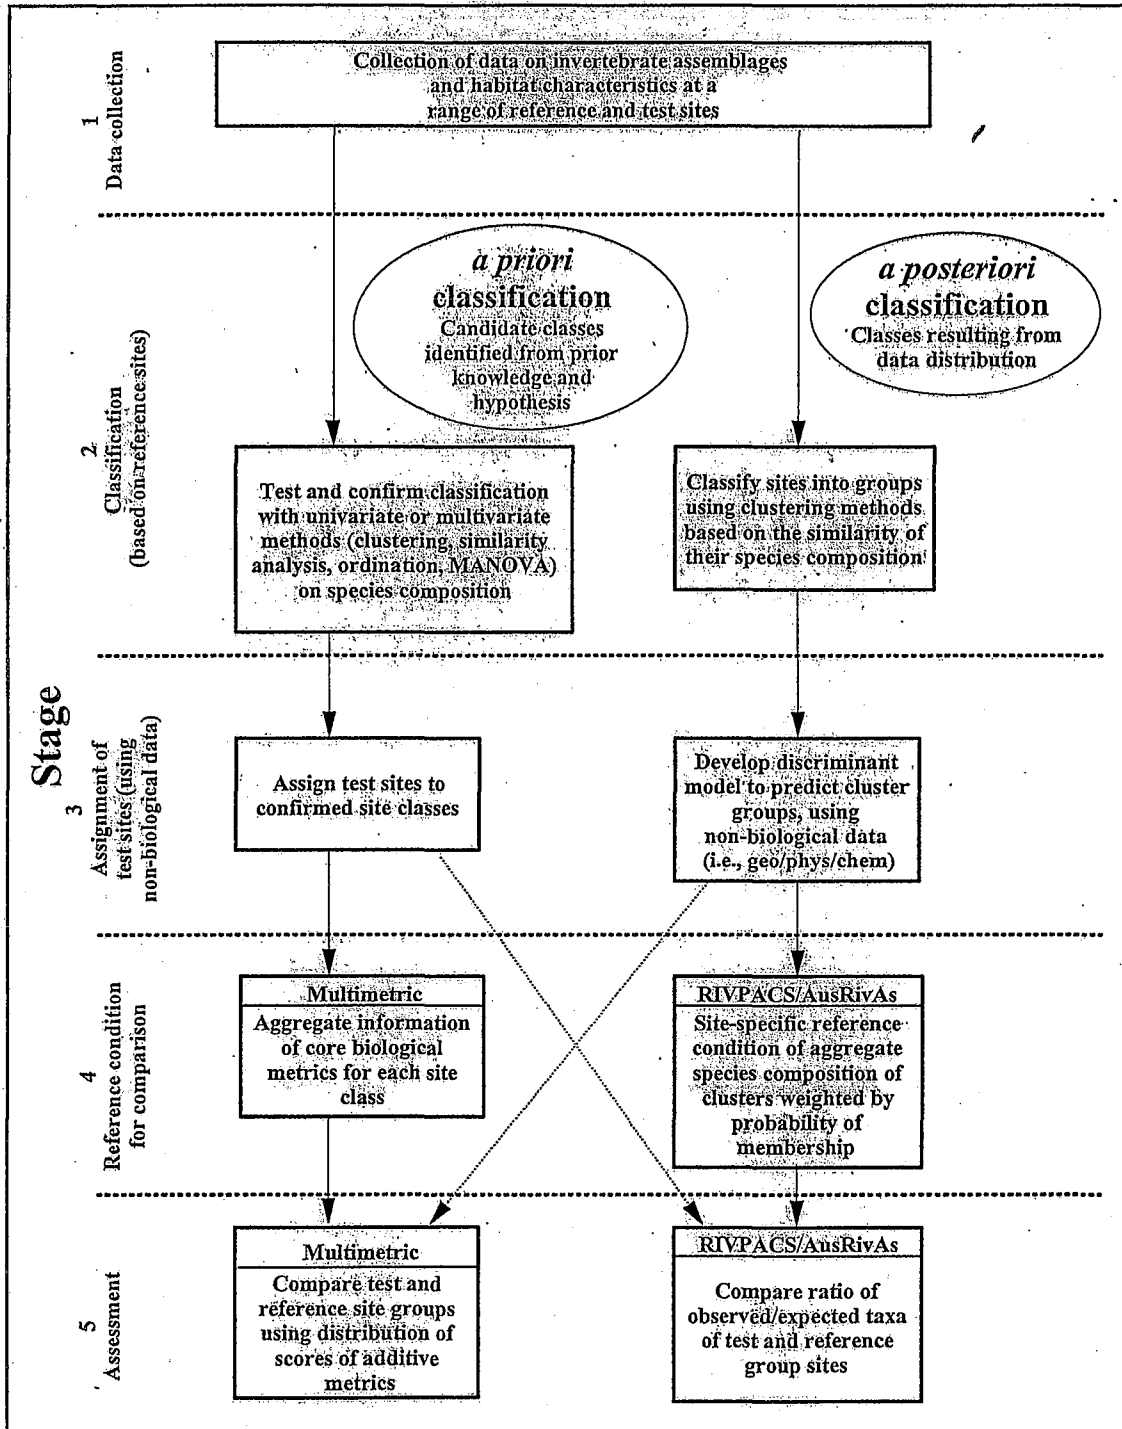 Stage
1
Data collection
Collection of data on invertebrate assemblages
and habitat characteristics at a
range of reference and test sites
2
Classification
(based on reference sites)
a priori
classification
Candidate classes
identified from prior
knowledge and
hypothesis
a posteriori
classification
Classes resulting from
data distribution
Test and confirm classification
with univariate or multivariate
methods (clustering, similarity
analysis, ordination, MANOVA)
on species composition
Classify sites into groups
using clustering methods
based on the similarity of
their species composition
3
Assignment of
test sites (using
non-biological data)
Assign test sites to
confirmed site classes
Develop discriminant
model to predict cluster
groups, using
non-biological data
(i.e., geo/phys/chem)
4
Reference condition
for comparison
Multimetric
Aggregate information
of core biological
metrics for each site
class
RIVPACS/AusRivAs
Site-specific reference
condition of aggregate
species composition of
clusters weighted by
probability of
membership
5
Assessment
Multimetric
Compare test and
reference site groups
using distribution of
scores of additive
metrics
RIVPACS/AusRivAs
Compare ratio of
observed/expected taxa
of test and reference
group sites